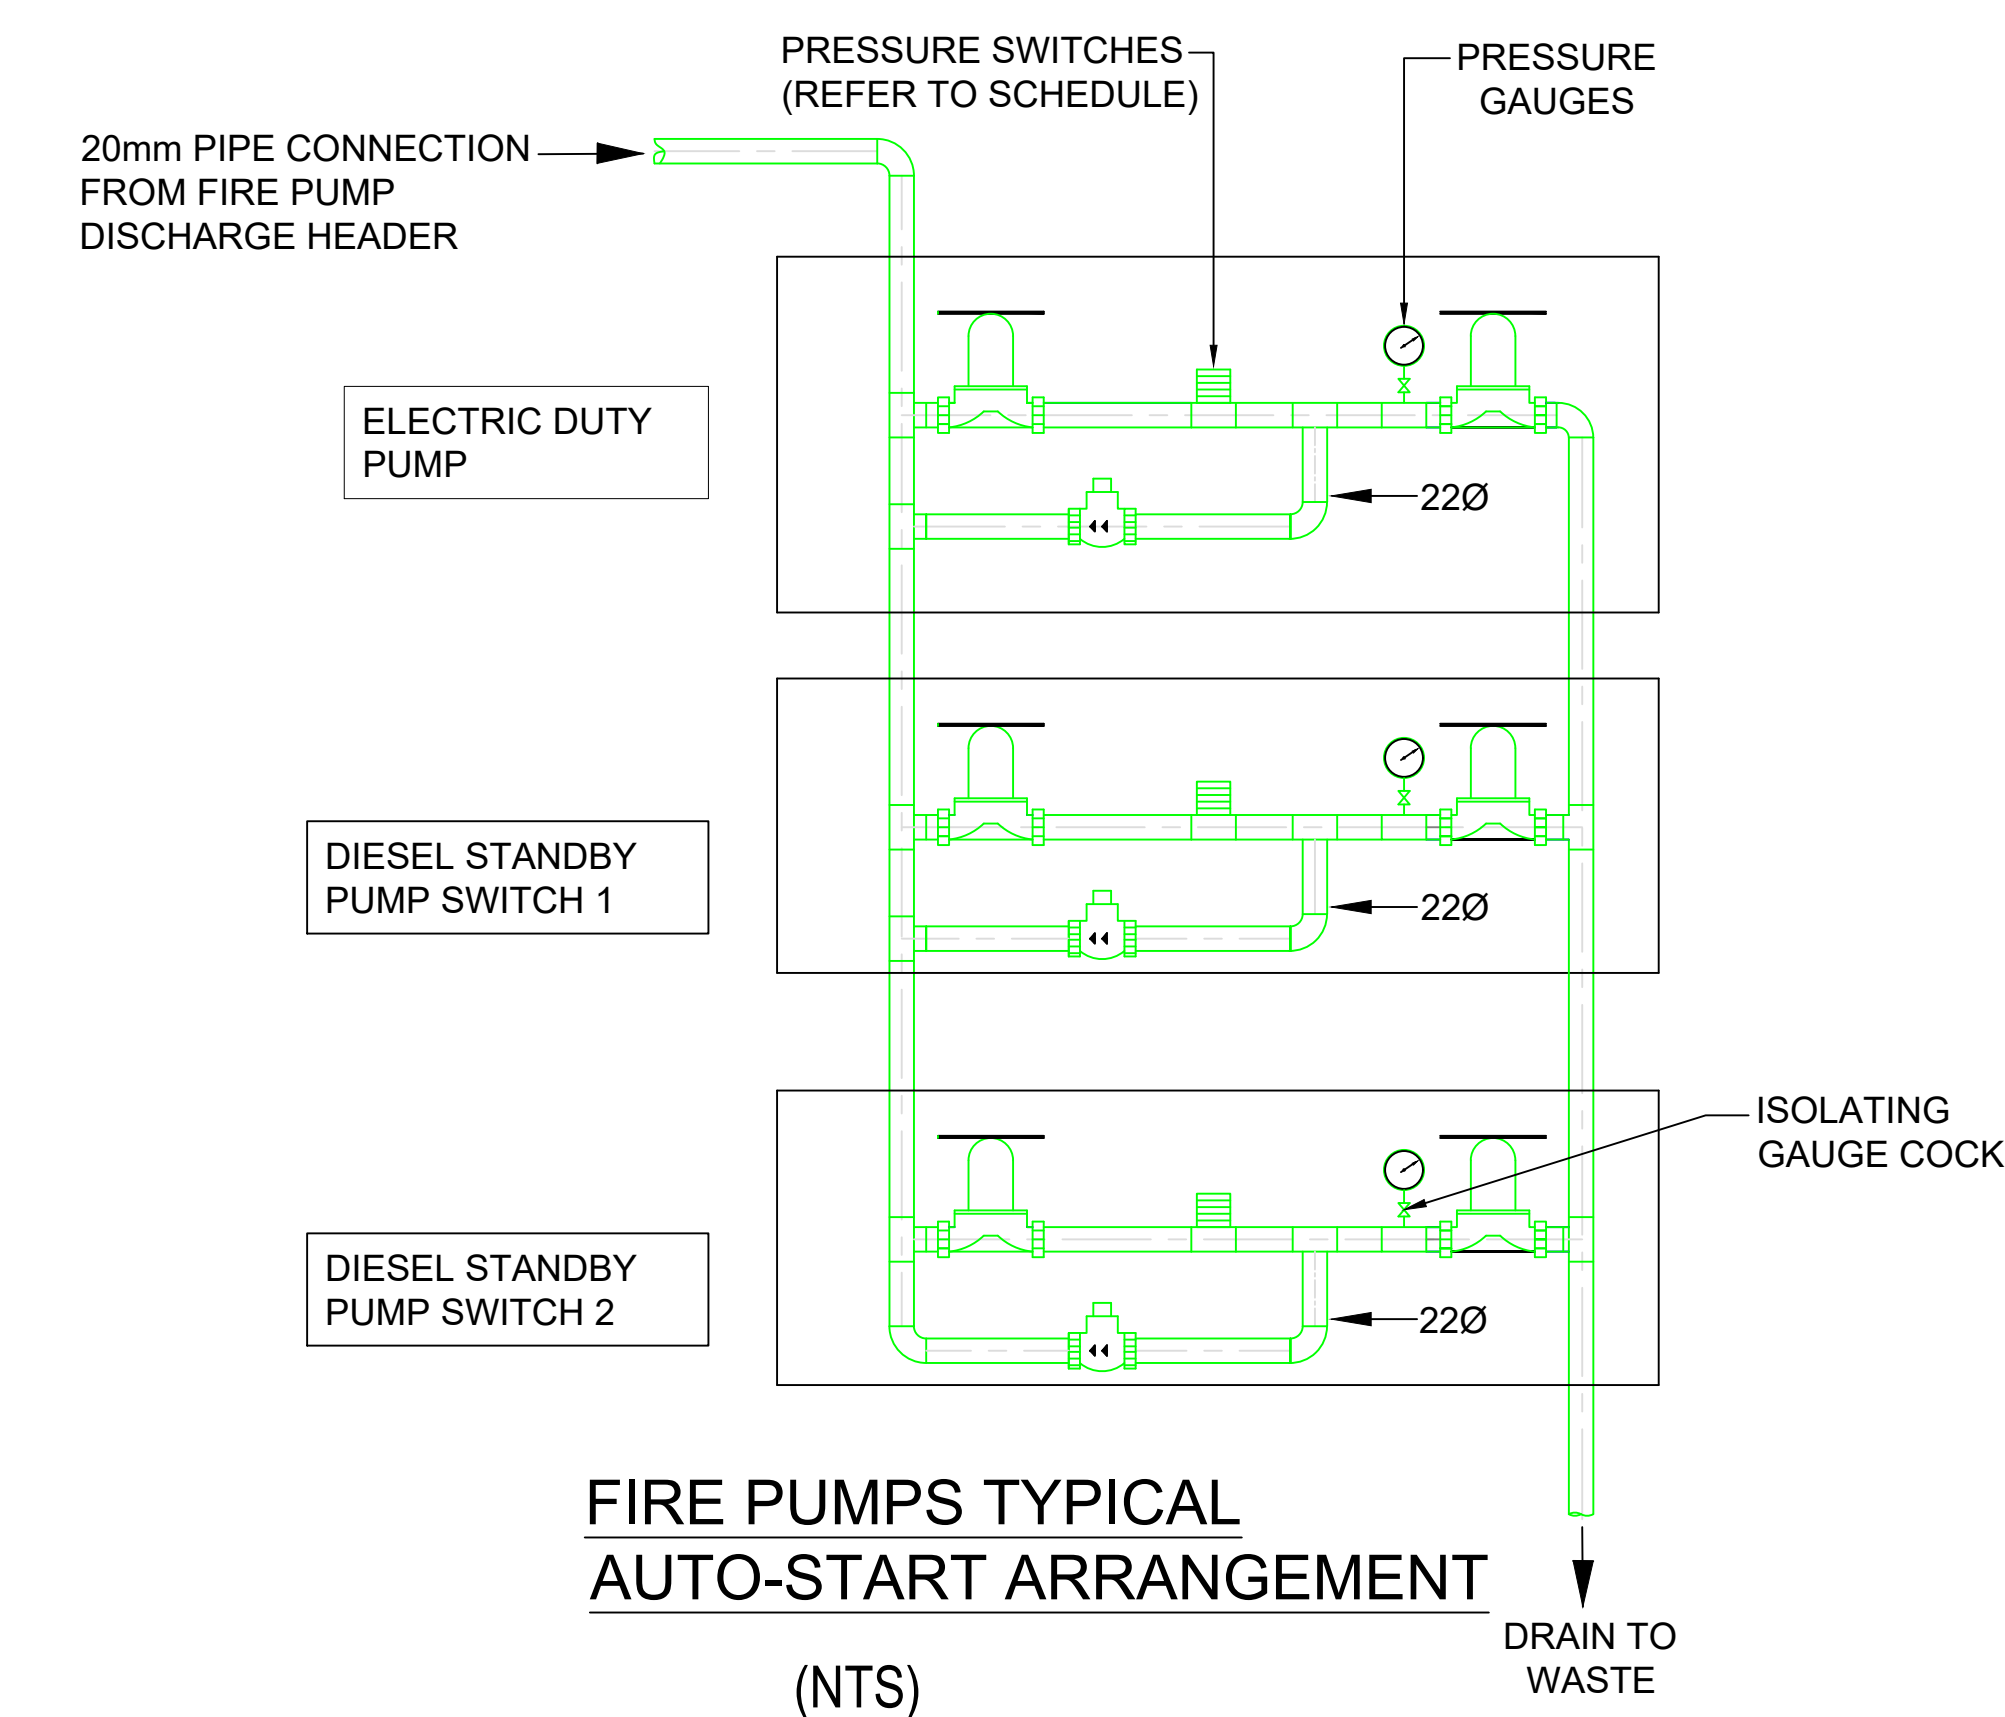 PRESSURE SWITCHES
(REFER TO SCHEDULE)
PRESSURE
GAUGES
20mm PIPE CONNECTION
FROM FIRE PUMP
DISCHARGE HEADER
ELECTRIC DUTY
PUMP
22Ø
DIESEL STANDBY
PUMP SWITCH 1
22Ø
ISOLATING
GAUGE COCK
DIESEL STANDBY
PUMP SWITCH 2
22Ø
FIRE PUMPS TYPICAL
AUTO-START ARRANGEMENT
(NTS)
DRAIN TO
WASTE